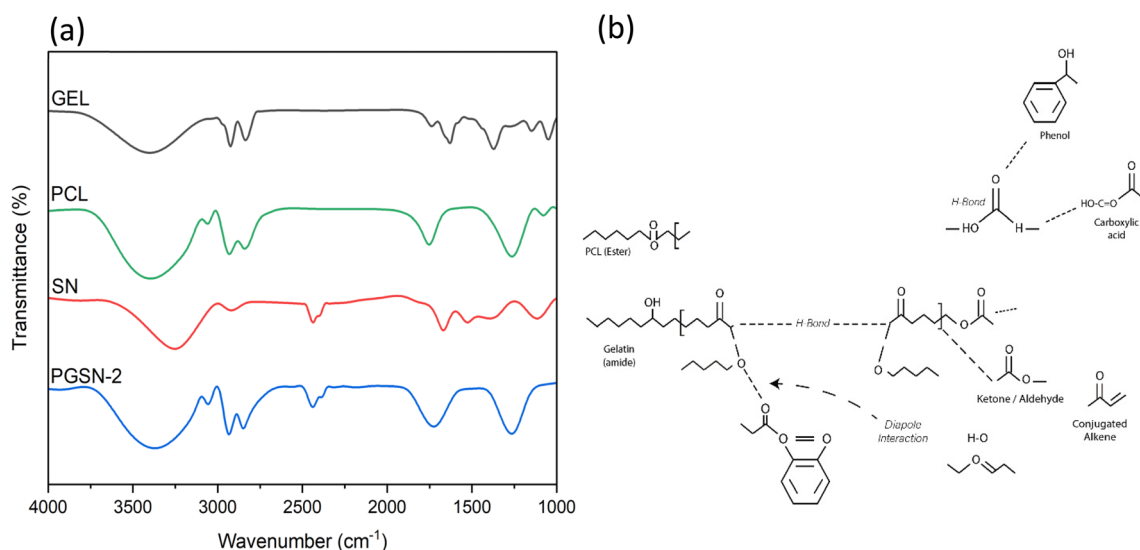 (a)
GEL
PCL
SN
PGSN-2
Transmittance (%)
4000 3500 3000 2500 2000 1500 1000
Wavenumber (cm-1)
(b)
OH
Phenol
O
H-Bond
HO
H
O
HO-C=O
Carboxylic
acid
O
O
PCL (Ester)
OH
O
Gelatin
(amide)
H-Bond
O
O
O
O
O
O
O
Ketone / Aldehyde
O
Conjugated
Alkene
Diapole
Interaction
H-O
O
O
O
O